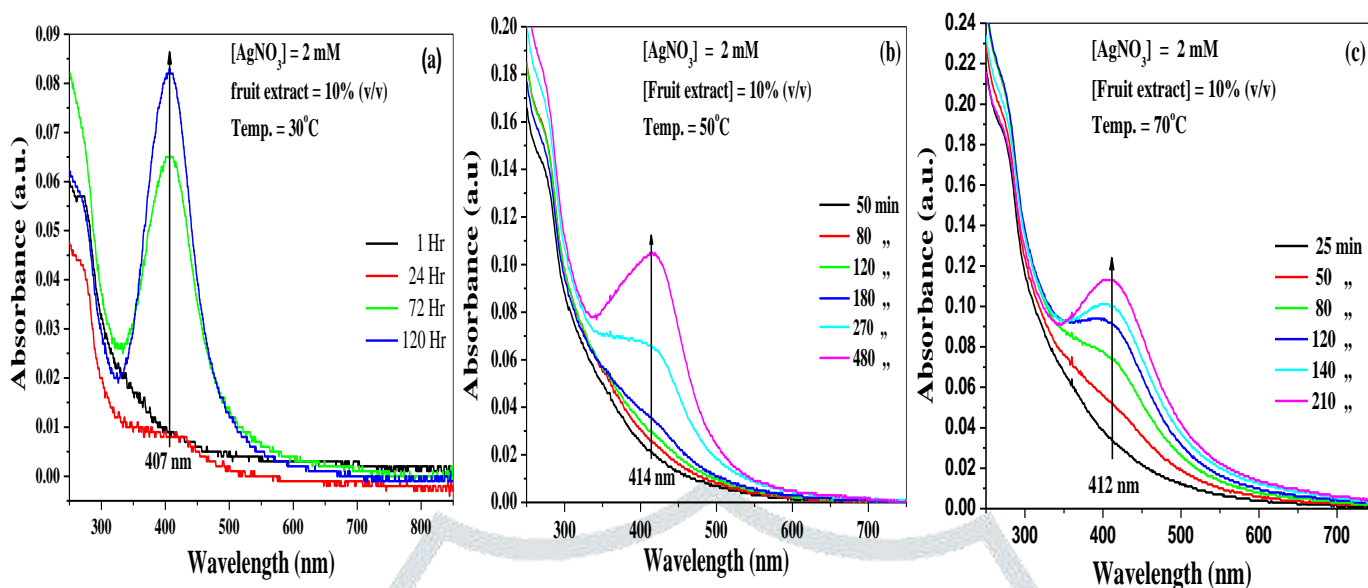 (a)
[AgNO3] = 2 mM
fruit extract = 10% (v/v)
Temp. = 30°C
1 Hr
24 Hr
72 Hr
120 Hr
407 nm
0.09
0.08
0.07
0.06
0.05
0.04
0.03
0.02
0.01
0.00
300 400 500 600 700 800
Absorbance (a.u.)
Wavelength (nm)
(b)
[AgNO3] = 2 mM
[Fruit extract] = 10% (v/v)
Temp. = 50°C
50 min
80 „
120 „
180 „
270 „
480 „
414 nm
0.20
0.18
0.16
0.14
0.12
0.10
0.08
0.06
0.04
0.02
0.00
300 400 500 600 700
Absorbance (a.u)
Wavelength (nm)
(c)
[AgNO3] = 2 mM
[Fruit extract] = 10% (v/v)
Temp. = 70°C
25 min
50 „
80 „
120 „
140 „
210 „
412 nm
0.24
0.22
0.20
0.18
0.16
0.14
0.12
0.10
0.08
0.06
0.04
0.02
0.00
300 400 500 600 700
Absorbance (a.u.)
Wavelength (nm)